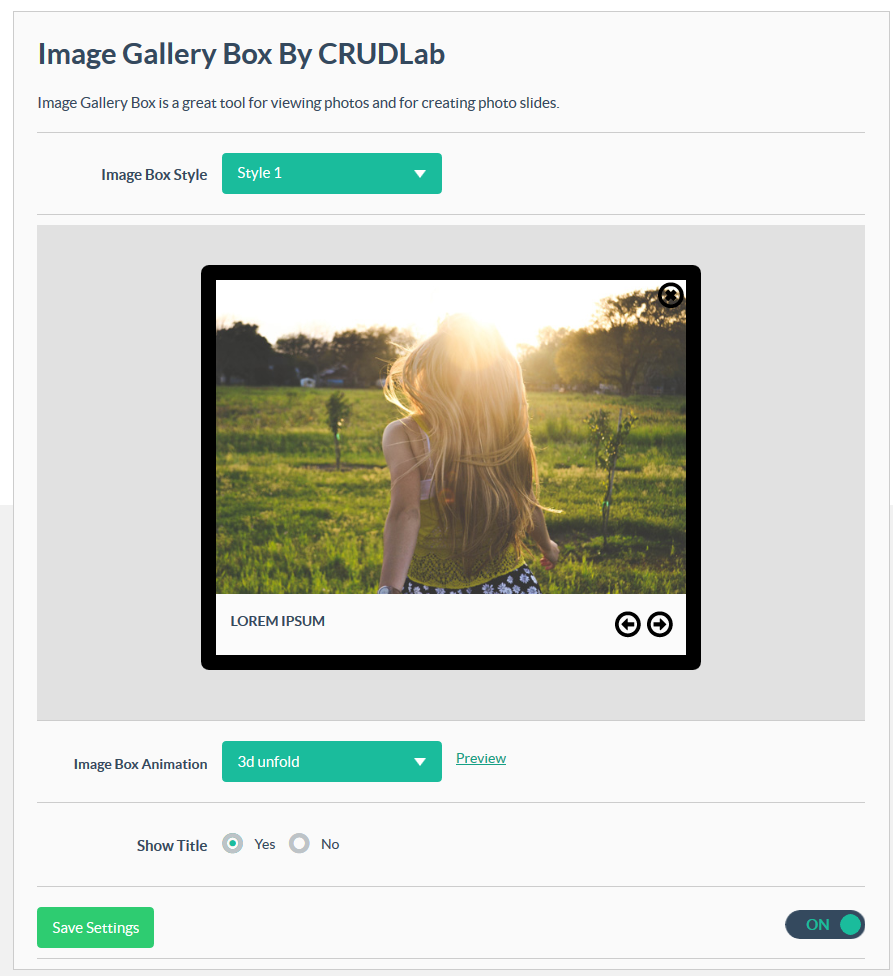 Image Gallery Box By CRUDLab
Image Gallery Box is a great tool for viewing photos and for creating photo slides.
Image Box Style
Style 1
LOREM IPSUM
Image Box Animation
3d unfold
Preview
Show Title
Yes
No
Save Settings
ON